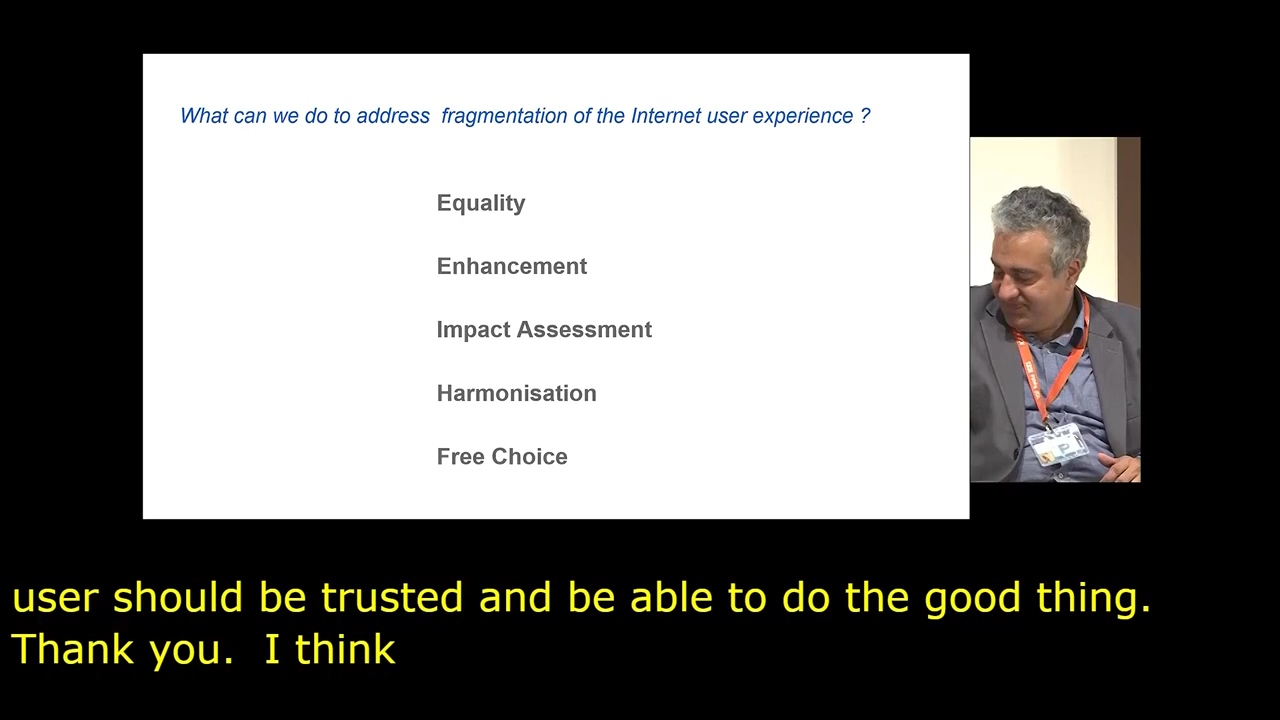 What can we do to address fragmentation of the Internet user experience ?
Equality
Enhancement
Impact Assessment
Harmonisation
Free Choice
user should be trusted and be able to do the good thing.
Thank you. I think